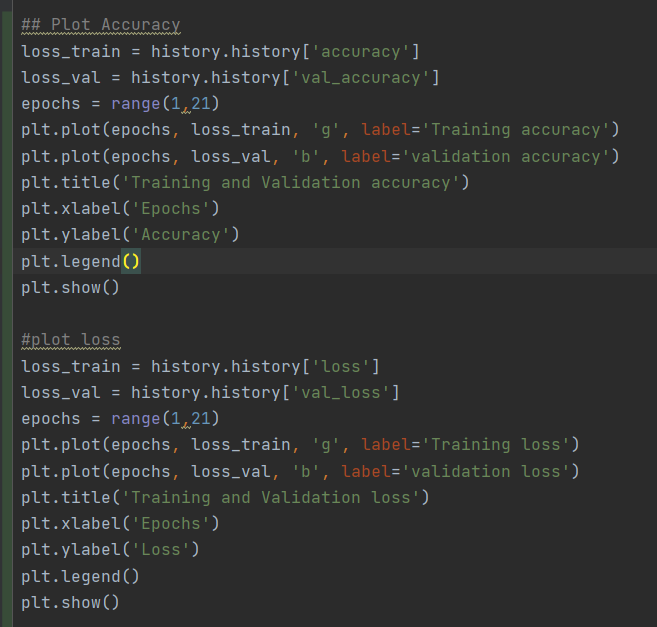 ## Plot Accuracy
loss_train = history.history['accuracy']
loss_val = history.history['val_accuracy']
epochs = range(1,21)
plt.plot(epochs, loss_train, 'g', label='Training accuracy')
plt.plot(epochs, loss_val, 'b', label='validation accuracy')
plt.title('Training and Validation accuracy')
plt.xlabel('Epochs')
plt.ylabel('Accuracy')
plt.legend()
plt.show()

#plot loss
loss_train = history.history['loss']
loss_val = history.history['val_loss']
epochs = range(1,21)
plt.plot(epochs, loss_train, 'g', label='Training loss')
plt.plot(epochs, loss_val, 'b', label='validation loss')
plt.title('Training and Validation loss')
plt.xlabel('Epochs')
plt.ylabel('Loss')
plt.legend()
plt.show()